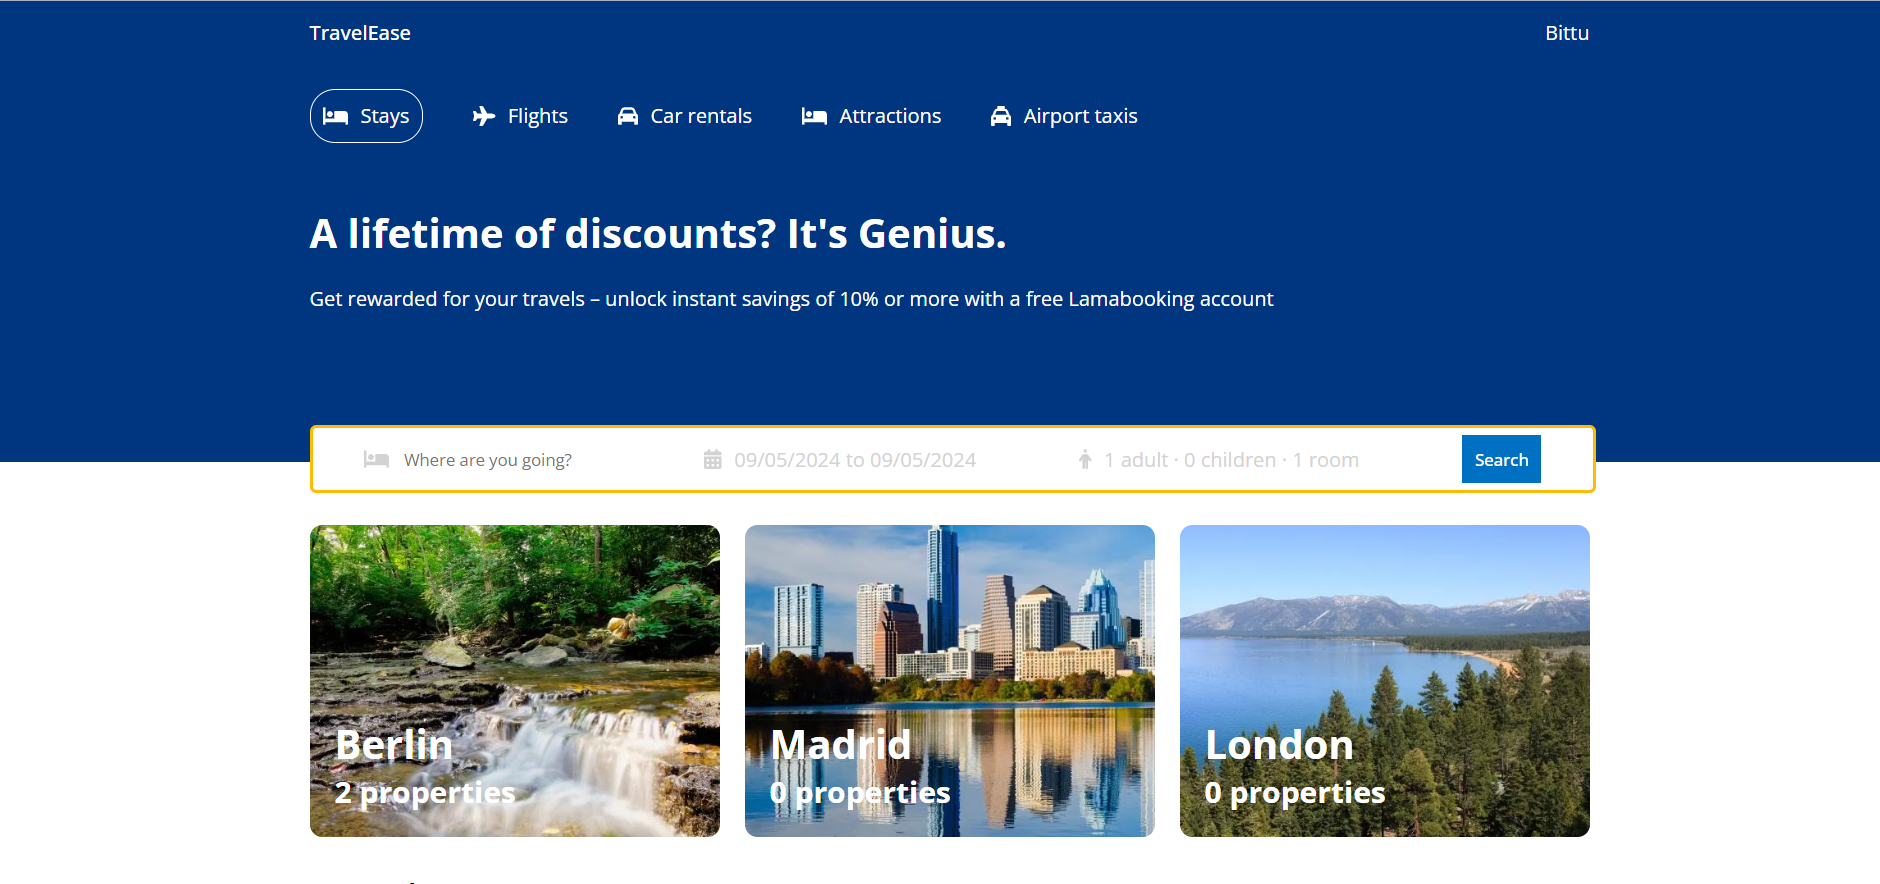 TravelEase
Bittu
Stays
Flights
Car rentals
Attractions
Airport taxis
A lifetime of discounts? It's Genius.
Get rewarded for your travels – unlock instant savings of 10% or more with a free Lamabooking account
Where are you going?
09/05/2024 to 09/05/2024
1 adult · 0 children · 1 room
Search
Berlin
2 properties
Madrid
0 properties
London
0 properties